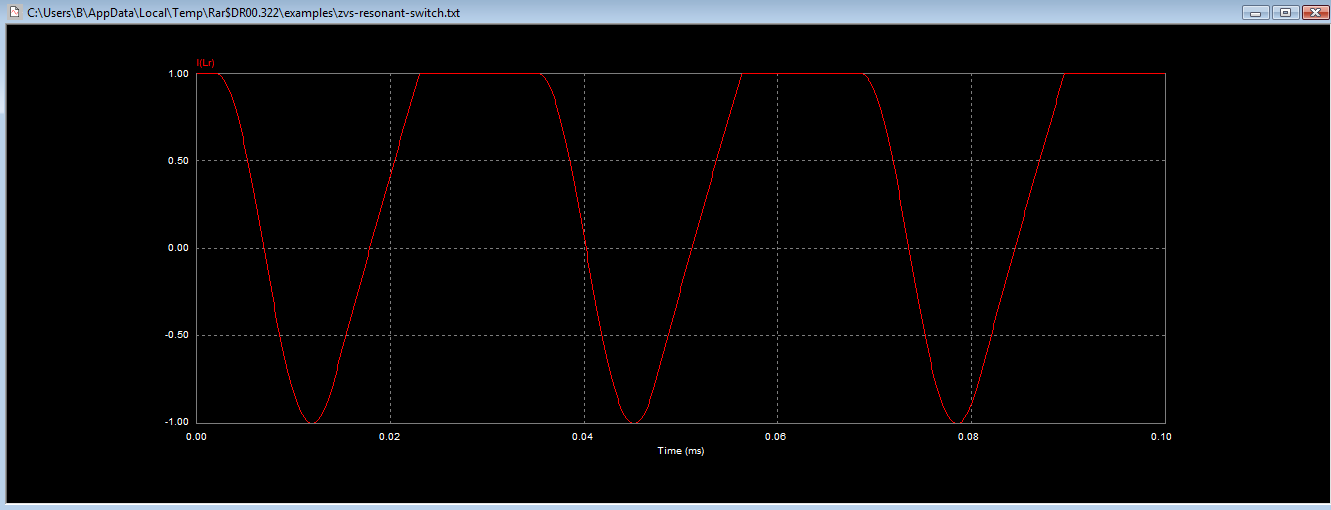 C:\Users\B\AppData\Local\Temp\Rar$DR00.322\examples\zvs-resonant-switch.txt
I(Lr)
1.00
0.50
0.00
-0.50
-1.00
0.00 0.02 0.04 0.06 0.08 0.10
Time (ms)